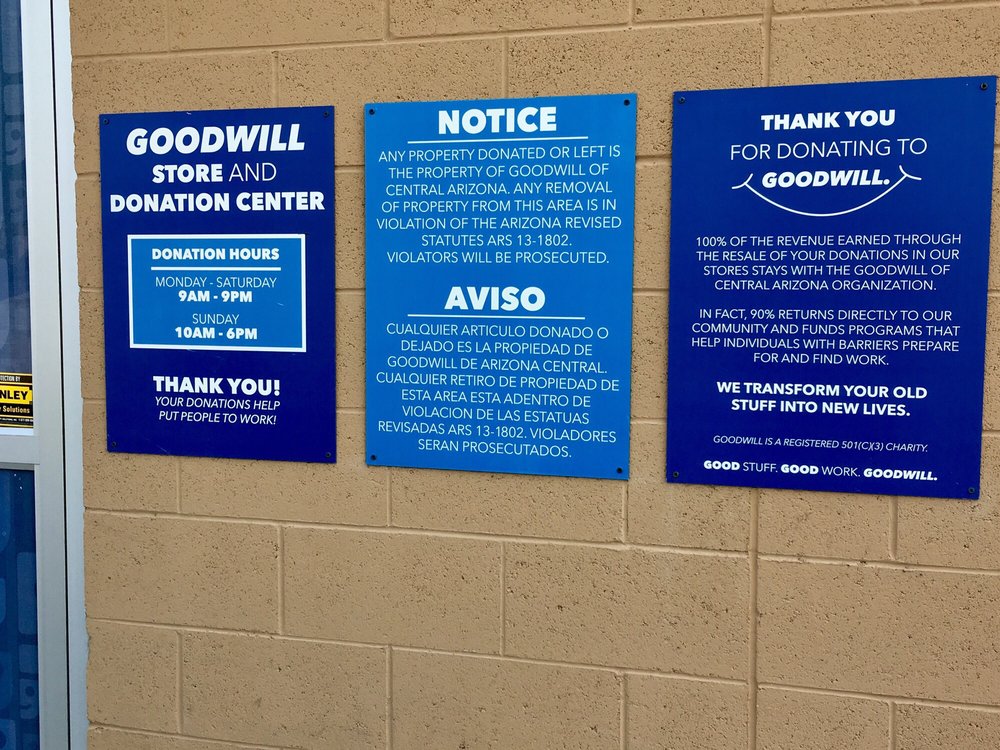 GOODWILL
STORE AND
DONATION CENTER
DONATION HOURS
MONDAY - SATURDAY
9AM - 9PM
SUNDAY
10AM - 6PM
THANK YOU!
YOUR DONATIONS HELP
PUT PEOPLE TO WORK!
NOTICE
ANY PROPERTY DONATED OR LEFT IS
THE PROPERTY OF GOODWILL OF
CENTRAL ARIZONA. ANY REMOVAL
OF PROPERTY FROM THIS AREA IS IN
VIOLATION OF THE ARIZONA REVISED
STATUTES ARS 13-1802.
VIOLATORS WILL BE PROSECUTED.
AVISO
CUALQUIER ARTICULO DONADO O
DEJADO ES LA PROPIEDAD DE
GOODWILL DE ARIZONA CENTRAL.
CUALQUIER RETIRO DE PROPIEDAD DE
ESTA AREA ESTA ADENTRO DE
VIOLACION DE LAS ESTATUAS
REVISADAS ARS 13-1802. VIOLADORES
SERAN PROSECUTADOS.
THANK YOU
FOR DONATING TO
GOODWILL.
100% OF THE REVENUE EARNED THROUGH
THE RESALE OF YOUR DONATIONS IN OUR
STORES STAYS WITH THE GOODWILL OF
CENTRAL ARIZONA ORGANIZATION.
IN FACT, 90% RETURNS DIRECTLY TO OUR
COMMUNITY AND FUNDS PROGRAMS THAT
HELP INDIVIDUALS WITH BARRIERS PREPARE
FOR AND FIND WORK.
WE TRANSFORM YOUR OLD
STUFF INTO NEW LIVES.
GOODWILL IS A REGISTERED 501(C)(3) CHARITY.
GOOD STUFF. GOOD WORK. GOODWILL.
NLEY
Solutions